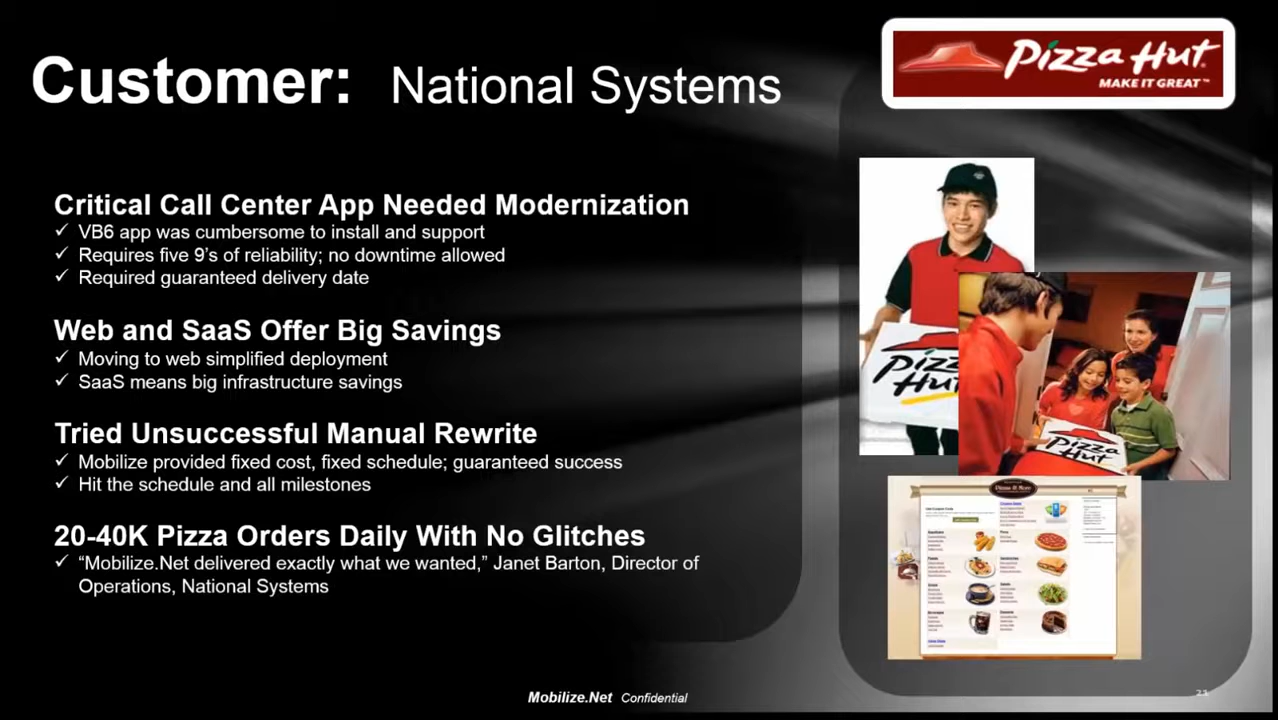 Customer: National Systems
Pizza Hut
MAKE IT GREAT™
Critical Call Center App Needed Modernization
✓ VB6 app was cumbersome to install and support
✓ Requires five 9's of reliability; no downtime allowed
✓ Required guaranteed delivery date
Web and SaaS Offer Big Savings
✓ Moving to web simplified deployment
✓ SaaS means big infrastructure savings
Tried Unsuccessful Manual Rewrite
✓ Mobilize provided fixed cost, fixed schedule; guaranteed success
✓ Hit the schedule and all milestones
20-40K Pizza Orders Daily With No Glitches
✓ “Mobilize.Net delivered exactly what we wanted,” Janet Barton, Director of
Operations, National Systems
Pizza
Hut
Pizza
Hut
Mobilize.Net Confidential
21